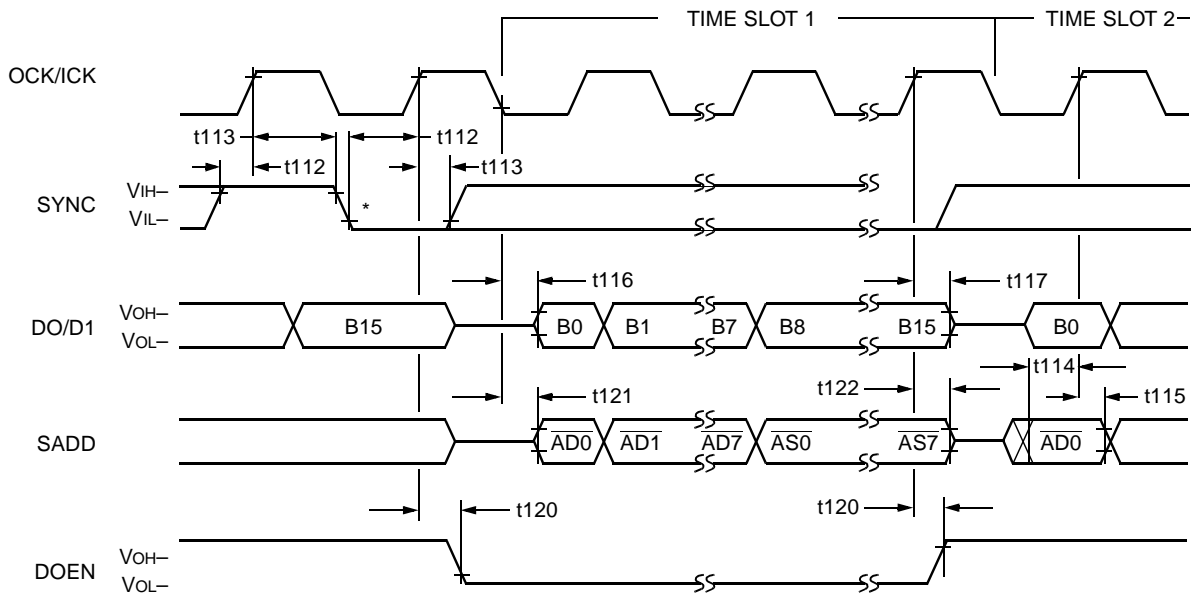 TIME SLOT 1 TIME SLOT 2
OCK/ICK
t113 t112
t112 t113
VIH–
SYNC
VIL–
*
t116 t117
VOH–
DO/D1 B15 B0 B1 B7 B8 B15 B0
VOL–
t114
t121 t122 t115
SADD AD0 AD1 AD7 AS0 AS7 AD0
t120 t120
VOH–
DOEN
VOL–